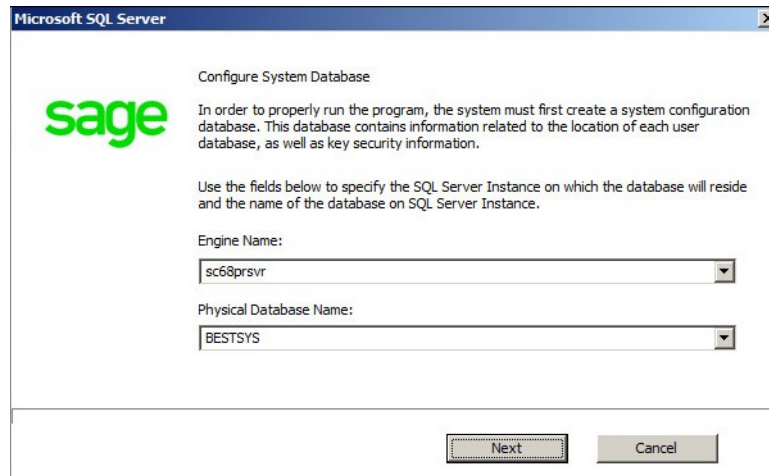 Microsoft SQL Server
sage
Configure System Database
In order to properly run the program, the system must first create a system configuration
database. This database contains information related to the location of each user
database, as well as key security information.
Use the fields below to specify the SQL Server Instance on which the database will reside
and the name of the database on SQL Server Instance.
Engine Name:
sc68prsvr
Physical Database Name:
BESTSYS
Next Cancel